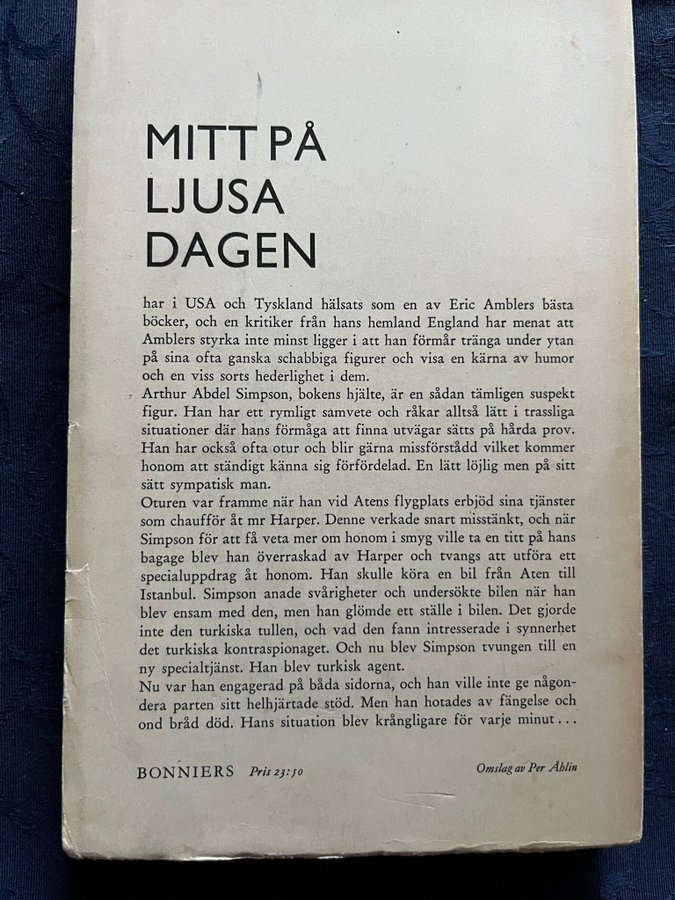 MITT PÅ
LJUSA
DAGEN
har i USA och Tyskland hälsats som en av Eric Amblers bästa
böcker, och en kritiker från hans hemland England har menat att
Amblers styrka inte minst ligger i att han förmår tränga under ytan
på sina ofta ganska schabbiga figurer och visa en kärna av humor
och en viss sorts hederlighet i dem.
Arthur Abdel Simpson, bokens hjälte, är en sådan tämligen suspekt
figur. Han har ett rymligt samvete och råkar alltså lätt i trassliga
situationer där hans förmåga att finna utvägar sätts på hårda prov.
Han har också ofta otur och blir gärna missförstådd vilket kommer
honom att ständigt känna sig förfördelad. En lätt löjlig men på sitt
sätt sympatisk man.
Oturen var framme när han vid Atens flygplats erbjöd sina tjänster
som chaufför åt mr Harper. Denne verkade snart misstänkt, och när
Simpson för att få veta mer om honom i smyg ville ta en titt på hans
bagage blev han överraskad av Harper och tvangs att utföra ett
specialuppdrag åt honom. Han skulle köra en bil från Aten till
Istanbul. Simpson anade svårigheter och undersökte bilen när han
blev ensam med den, men han glömde ett ställe i bilen. Det gjorde
inte den turkiska tullen, och vad den fann intresserade i synnerhet
det turkiska kontraspionaget. Och nu blev Simpson tvungen till en
ny specialtjänst. Han blev turkisk agent.
Nu var han engagerad på båda sidorna, och han ville inte ge någon-
dera parten sitt helhjärtade stöd. Men han hotades av fängelse och
ond bråd död. Hans situation blev krångligare för varje minut...
BONNIERS Pris 23:50
Omslag av Per Åhlin